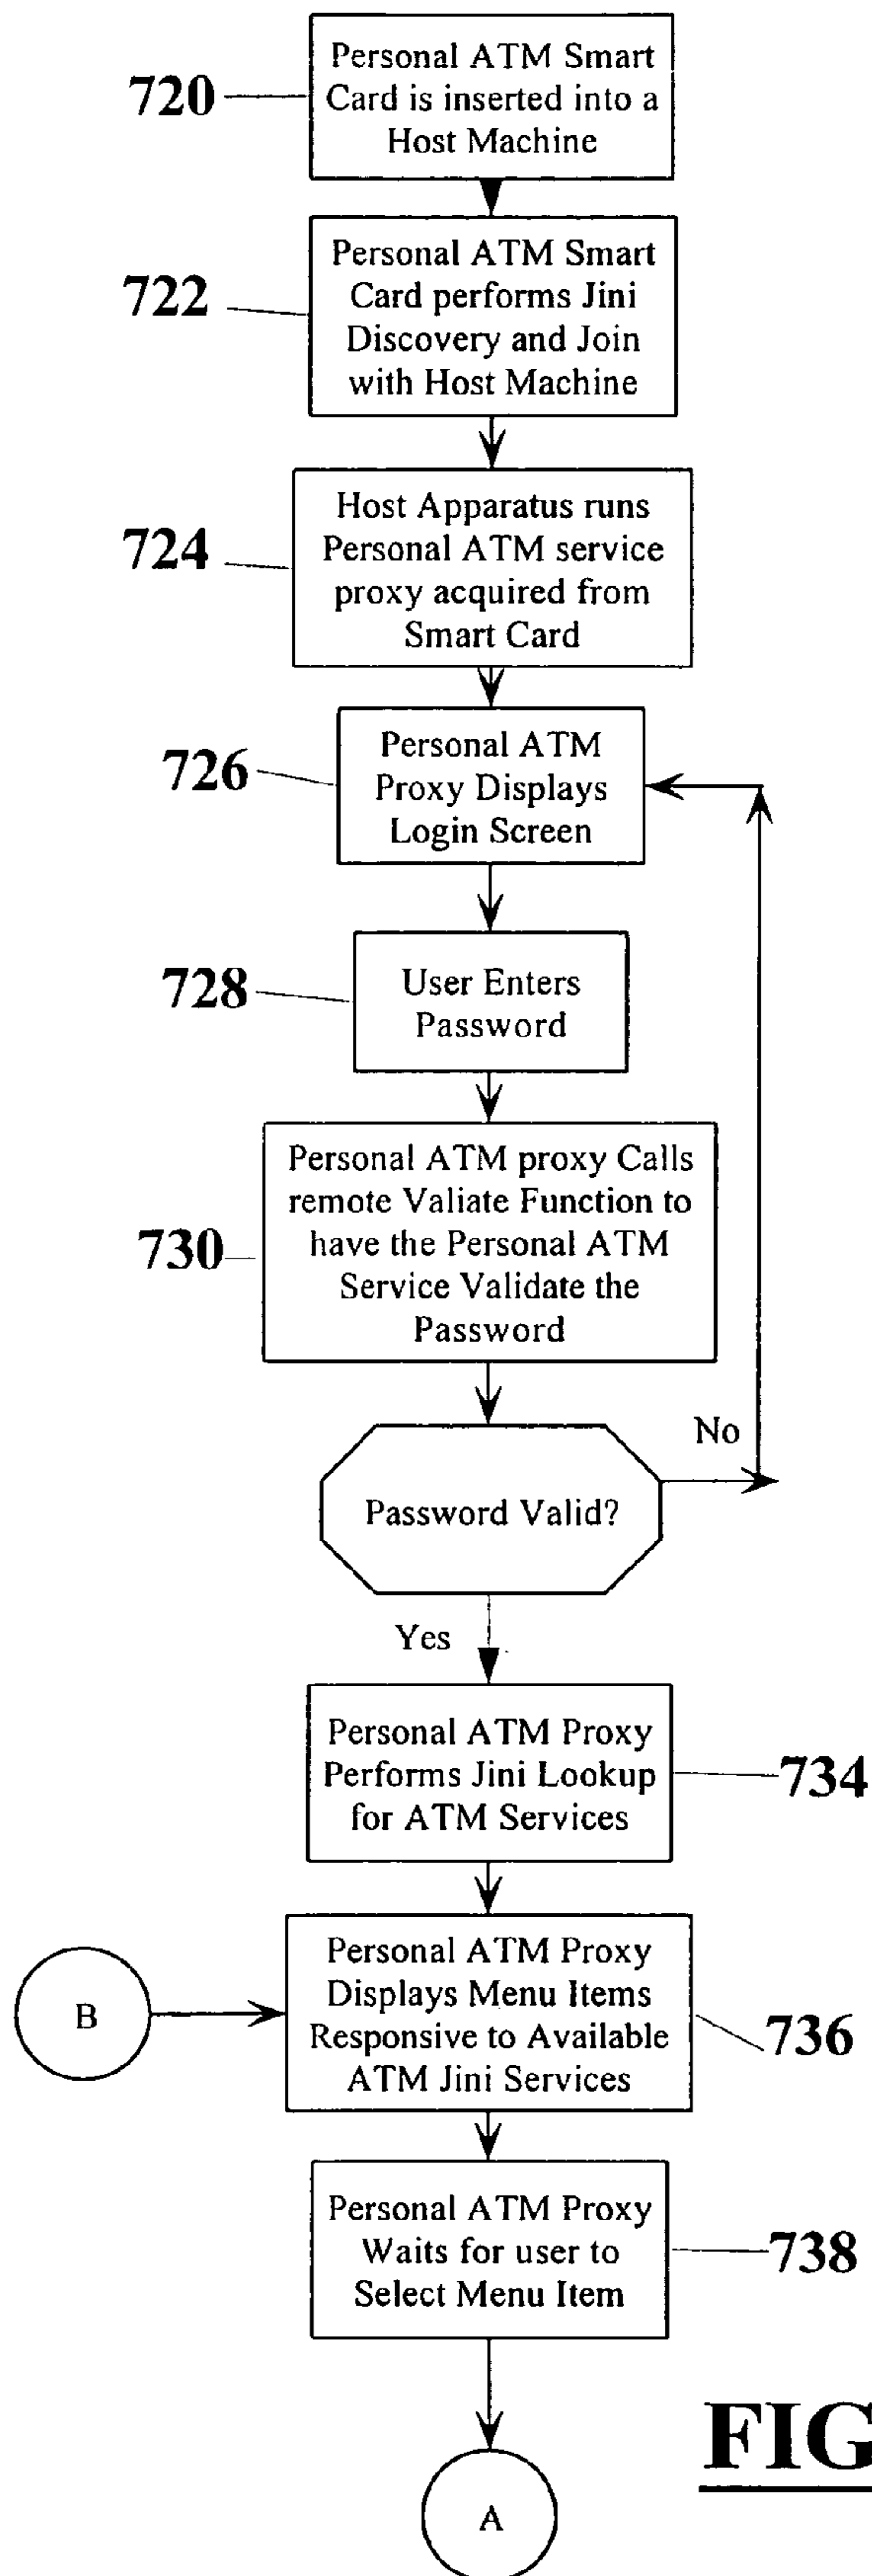 720
Personal ATM Smart
Card is inserted into a
Host Machine
722
Personal ATM Smart
Card performs Jini
Discovery and Join
with Host Machine
724
Host Apparatus runs
Personal ATM service
proxy acquired from
Smart Card
726
Personal ATM
Proxy Displays
Login Screen
728
User Enters
Password
730
Personal ATM proxy Calls
remote Valiate Function to
have the Personal ATM
Service Validate the
Password
No
Password Valid?
Yes
Personal ATM Proxy
Performs Jini Lookup
for ATM Services
734
B
Personal ATM Proxy
Displays Menu Items
Responsive to Available
ATM Jini Services
736
Personal ATM Proxy
Waits for user to
Select Menu Item
738
FIG
A